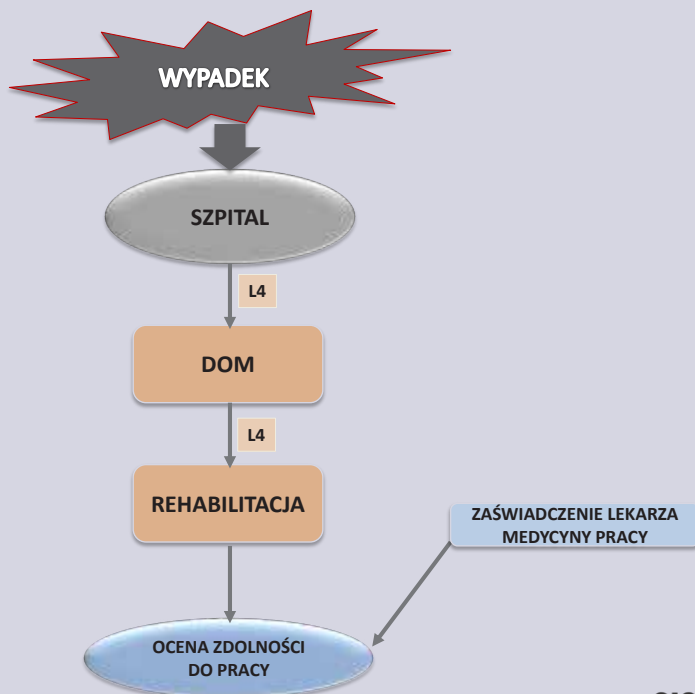 WYPADEK
SZPITAL
L4
DOM
L4
REHABILITACJA
ZAŚWIADCZENIE LEKARZA
MEDYCYNY PRACY
OCENA ZDOLNOŚCI
DO PRACY